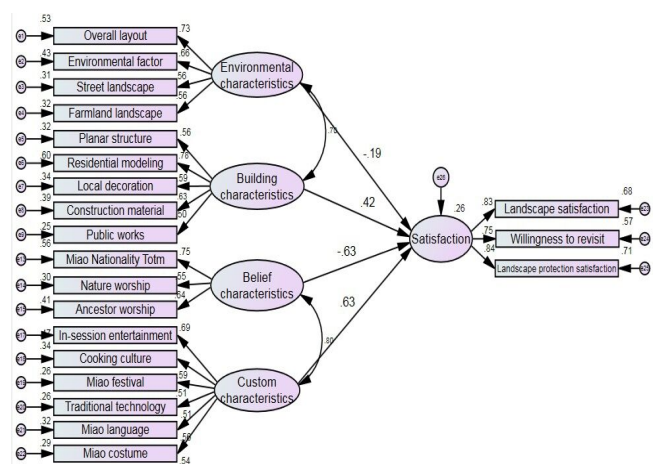 .53
e1
Overall layout
.73
.43
e2
Environmental factor
.66
.31
e3
Street landscape
.56
.32
e4
Farmland landscape
.56
Environmental
characteristics
.32
e5
Planar structure
.56
.60
e6
Residential modeling
.78
.34
e7
Local decoration
.59
.39
e8
Construction material
.63
.25
e9
Public works
.50
Building
characteristics
.56
Miao Nationality Totm
.75
.30
Nature worship
.55
.41
Ancestor worship
.64
Belief
characteristics
In-session entertainment
.69
.34
Cooking culture
.26
Miao festival
.59
.26
Traditional technology
.51
.32
Miao language
.51
.29
Miao costume
.54
Custom
characteristics
-.19
.42
-.63
.63
.80
e26
.26
Satisfaction
.83
Landscape satisfaction
.68
.75
Willingness to revisit
.57
.84
Landscape protection satisfaction
.71